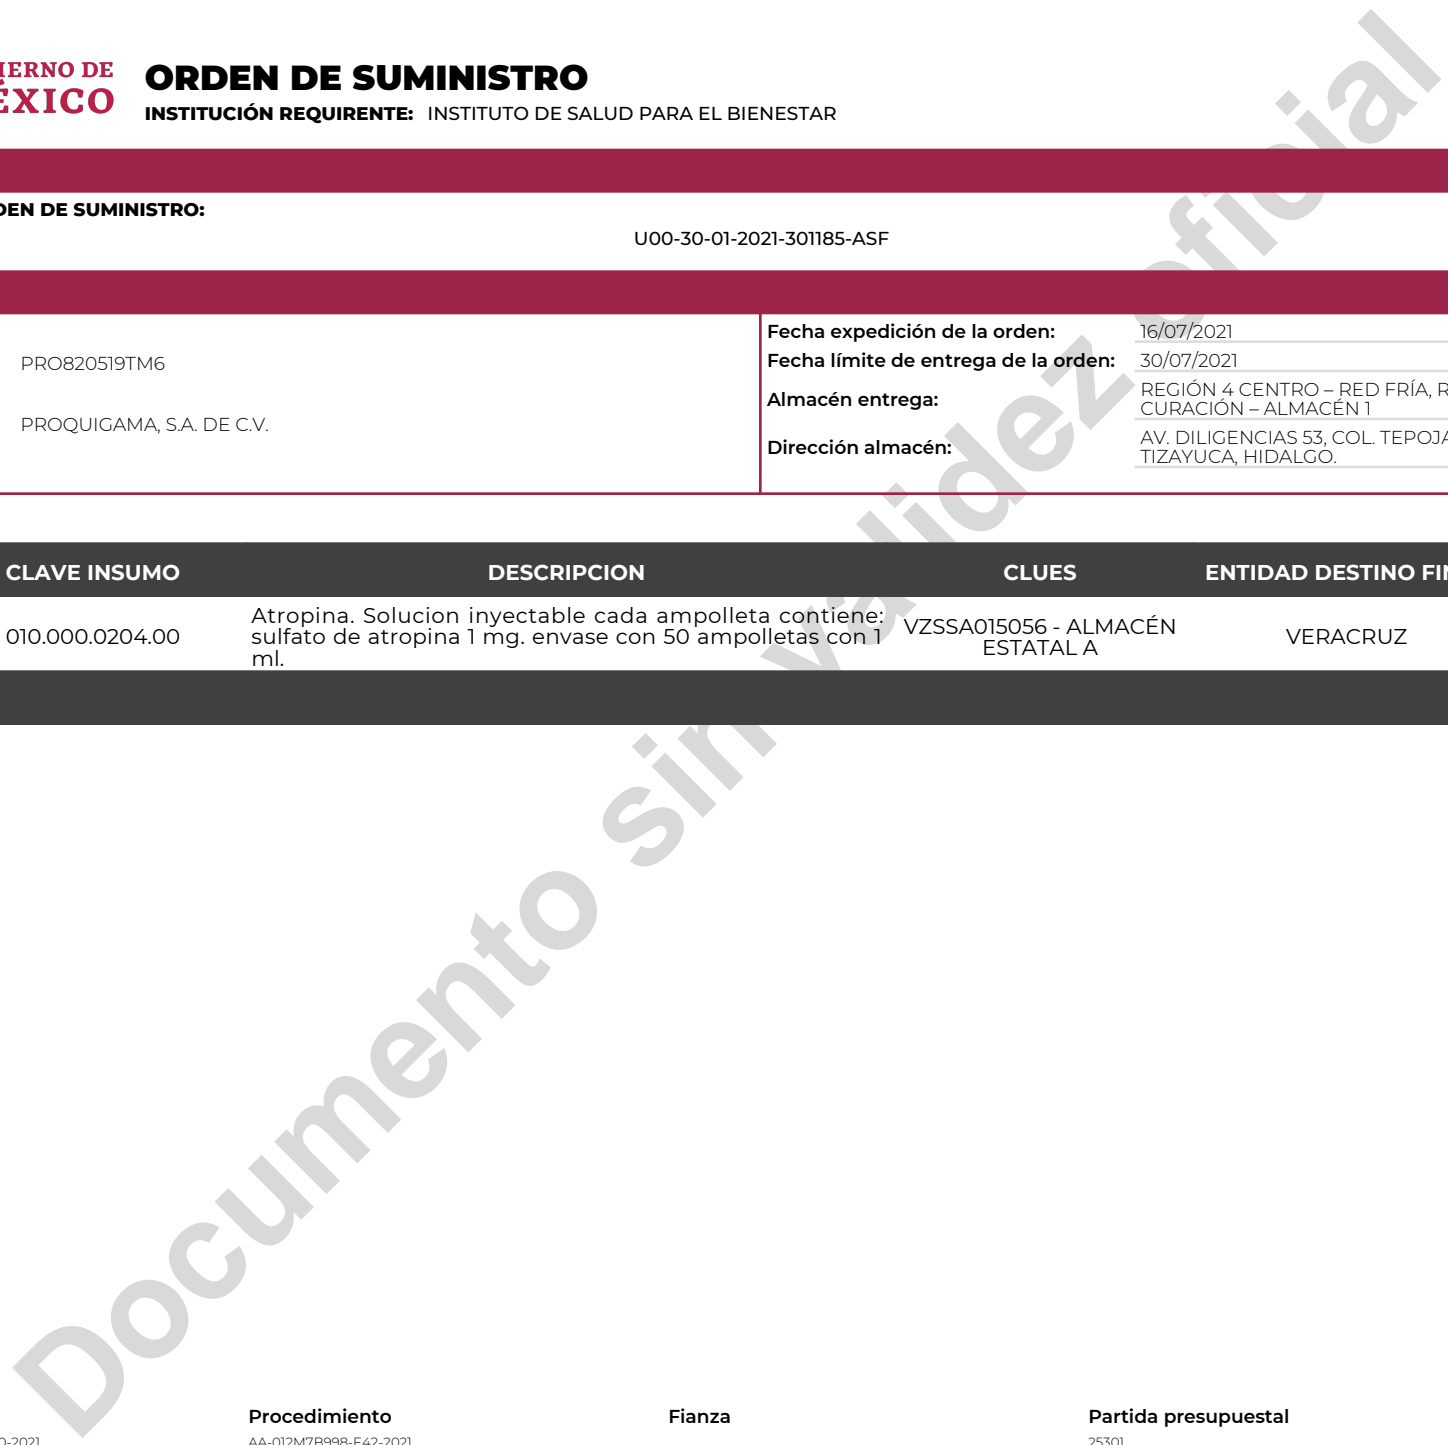 IERNO DE
ÉXICO
ORDEN DE SUMINISTRO
INSTITUCIÓN REQUIRENTE: INSTITUTO DE SALUD PARA EL BIENESTAR
DEN DE SUMINISTRO:
U00-30-01-2021-301185-ASF
PRO820519TM6
PROQUIGAMA, S.A. DE C.V.
Fecha expedición de la orden: 16/07/2021
Fecha límite de entrega de la orden: 30/07/2021
Almacén entrega: REGIÓN 4 CENTRO – RED FRÍA, R
CURACIÓN – ALMACÉN 1
Dirección almacén: AV. DILIGENCIAS 53, COL. TEPOJA
TIZAYUCA, HIDALGO.
CLAVE INSUMO DESCRIPCION CLUES ENTIDAD DESTINO FIN
010.000.0204.00
Atropina. Solucion inyectable cada ampolleta contiene:
sulfato de atropina 1 mg. envase con 50 ampolletas con 1
ml.
VZSSA015056 - ALMACÉN
ESTATAL A
VERACRUZ
Documento sin validez oficial
Procedimiento Fianza Partida presupuestal
0-2021 AA-012M7B998-E42-2021 25301